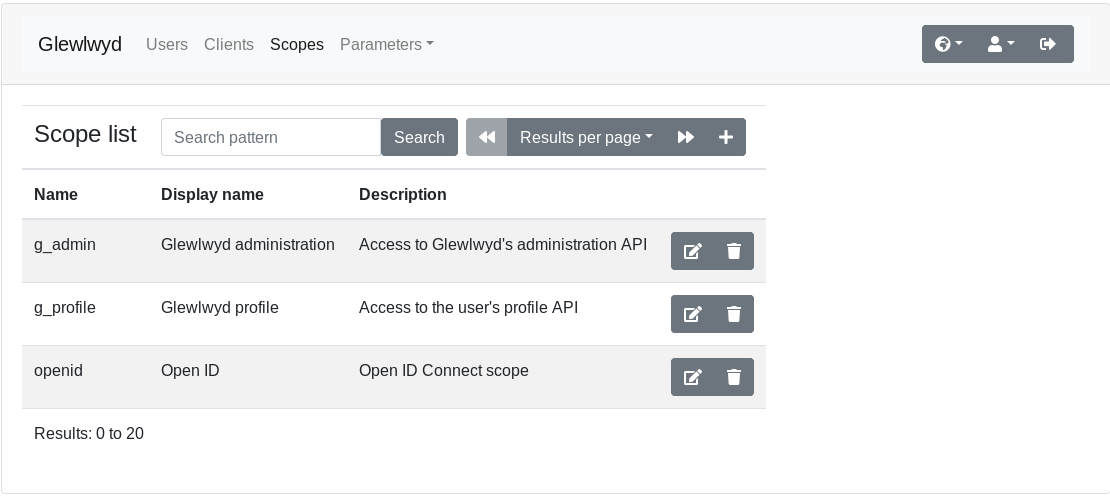 Glewlwyd Users Clients Scopes Parameters
Scope list Search pattern Search Results per page
Name Display name Description
g_admin Glewlwyd administration Access to Glewlwyd's administration API
g_profile Glewlwyd profile Access to the user's profile API
openid Open ID Open ID Connect scope
Results: 0 to 20